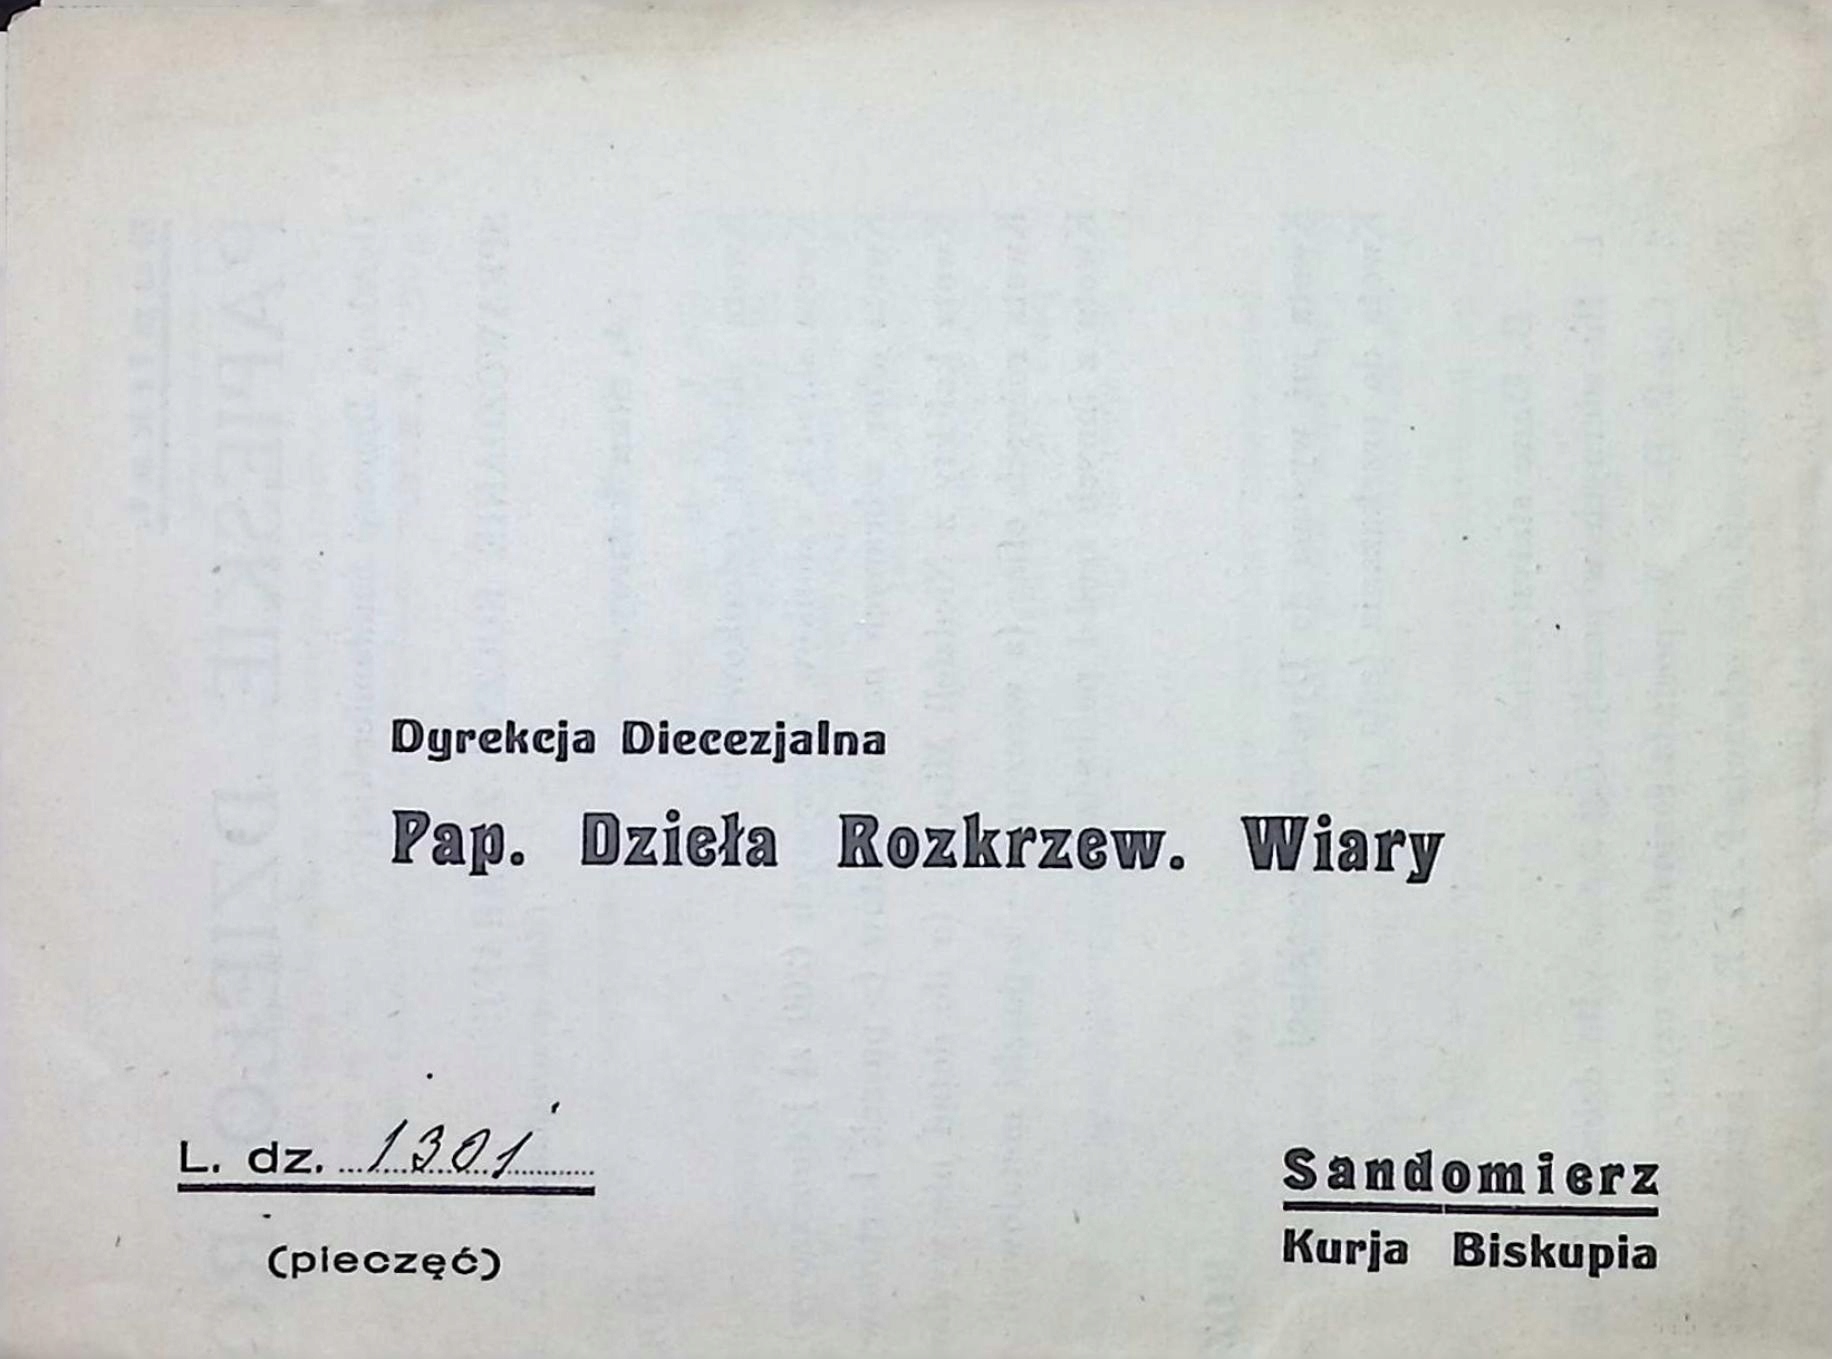 Dyrekcja Diecezjalna
Pap. Dzieła Rozkrzew. Wiary
L. dz. 1301
(pieczęć)
Sandomierz
Kurja Biskupia